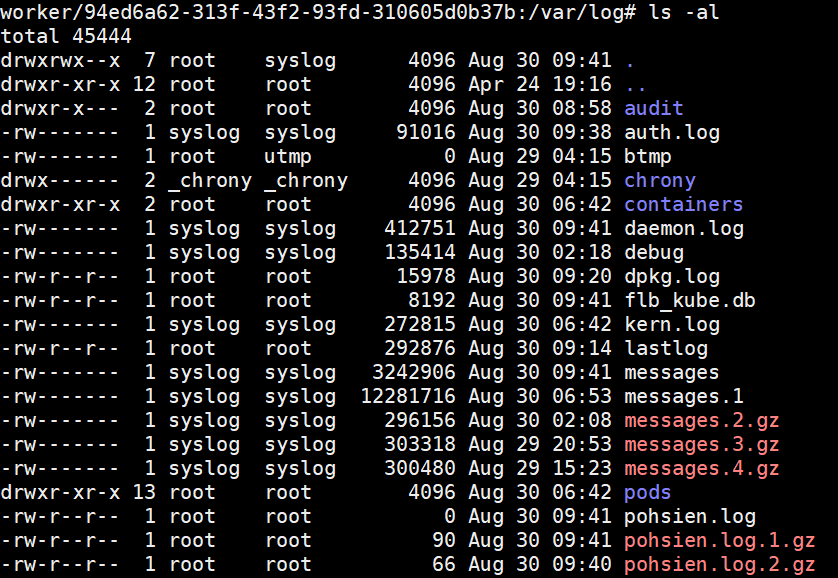 worker/94ed6a62-313f-43f2-93fd-310605d0b37b:/var/log# ls -al
total 45444
drwxrwx--x  7 root    syslog      4096 Aug 30 09:41 .
drwxr-xr-x 12 root    root        4096 Apr 24 19:16 ..
drwxr-x---  2 root    root        4096 Aug 30 08:58 audit
-rw-------  1 syslog  syslog     91016 Aug 30 09:38 auth.log
-rw-------  1 root    utmp           0 Aug 29 04:15 btmp
drwx------  2 _chrony _chrony     4096 Aug 29 04:15 chrony
drwxr-xr-x  2 root    root        4096 Aug 30 06:42 containers
-rw-------  1 syslog  syslog    412751 Aug 30 09:41 daemon.log
-rw-------  1 syslog  syslog    135414 Aug 30 02:18 debug
-rw-r--r--  1 root    root       15978 Aug 30 09:20 dpkg.log
-rw-r--r--  1 root    root        8192 Aug 30 09:41 flb_kube.db
-rw-------  1 syslog  syslog    272815 Aug 30 06:42 kern.log
-rw-r--r--  1 root    root      292876 Aug 30 09:14 lastlog
-rw-------  1 syslog  syslog   3242906 Aug 30 09:41 messages
-rw-------  1 syslog  syslog  12281716 Aug 30 06:53 messages.1
-rw-------  1 syslog  syslog    296156 Aug 30 02:08 messages.2.gz
-rw-------  1 syslog  syslog    303318 Aug 29 20:53 messages.3.gz
-rw-------  1 syslog  syslog    300480 Aug 29 15:23 messages.4.gz
drwxr-xr-x 13 root    root        4096 Aug 30 06:42 pods
-rw-r--r--  1 root    root           0 Aug 30 09:41 pohsien.log
-rw-r--r--  1 root    root          90 Aug 30 09:41 pohsien.log.1.gz
-rw-r--r--  1 root    root          66 Aug 30 09:40 pohsien.log.2.gz